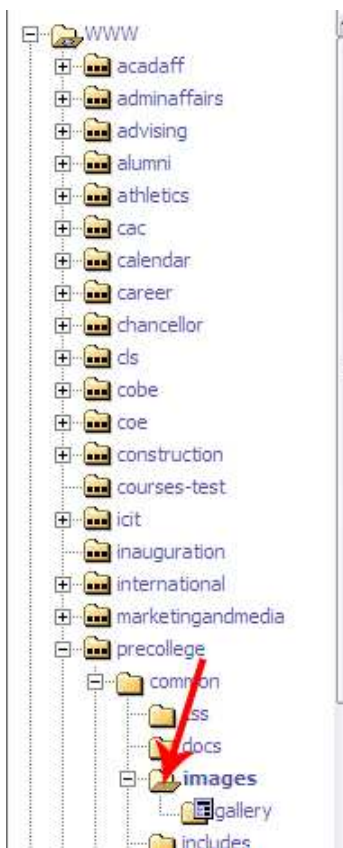 WWW
acadaff
adminaffairs
advising
alumni
athletics
cac
calendar
career
chancellor
cls
cobe
coe
construction
courses-test
icit
inauguration
international
marketingandmedia
precollege
common
css
docs
images
gallery
includes